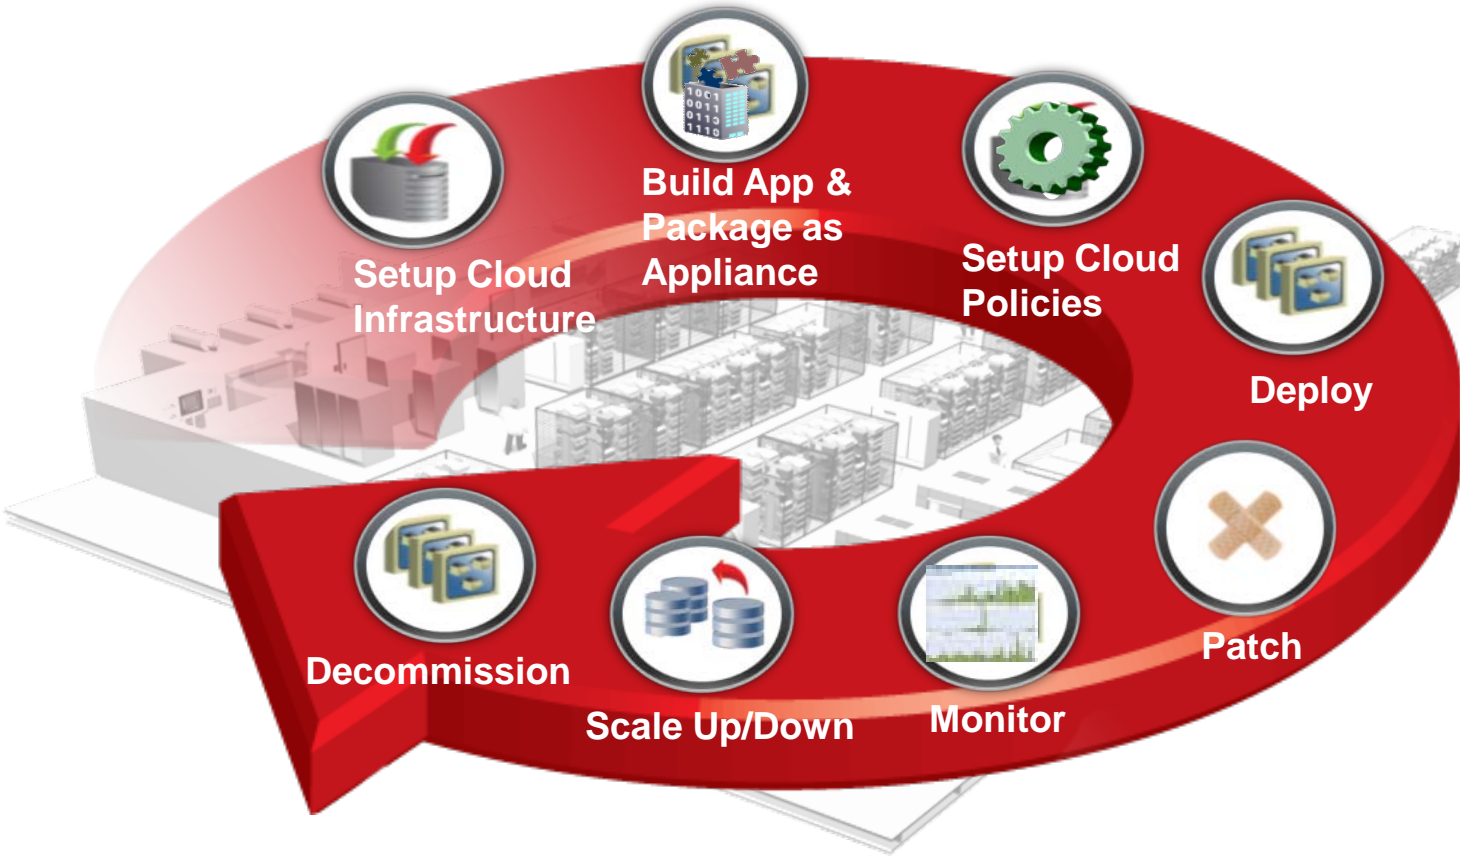 Setup Cloud
Infrastructure
1001
0011
0110
1110
Build App &
Package as
Appliance
Setup Cloud
Policies
Deploy
Patch
Monitor
Scale Up/Down
Decommission